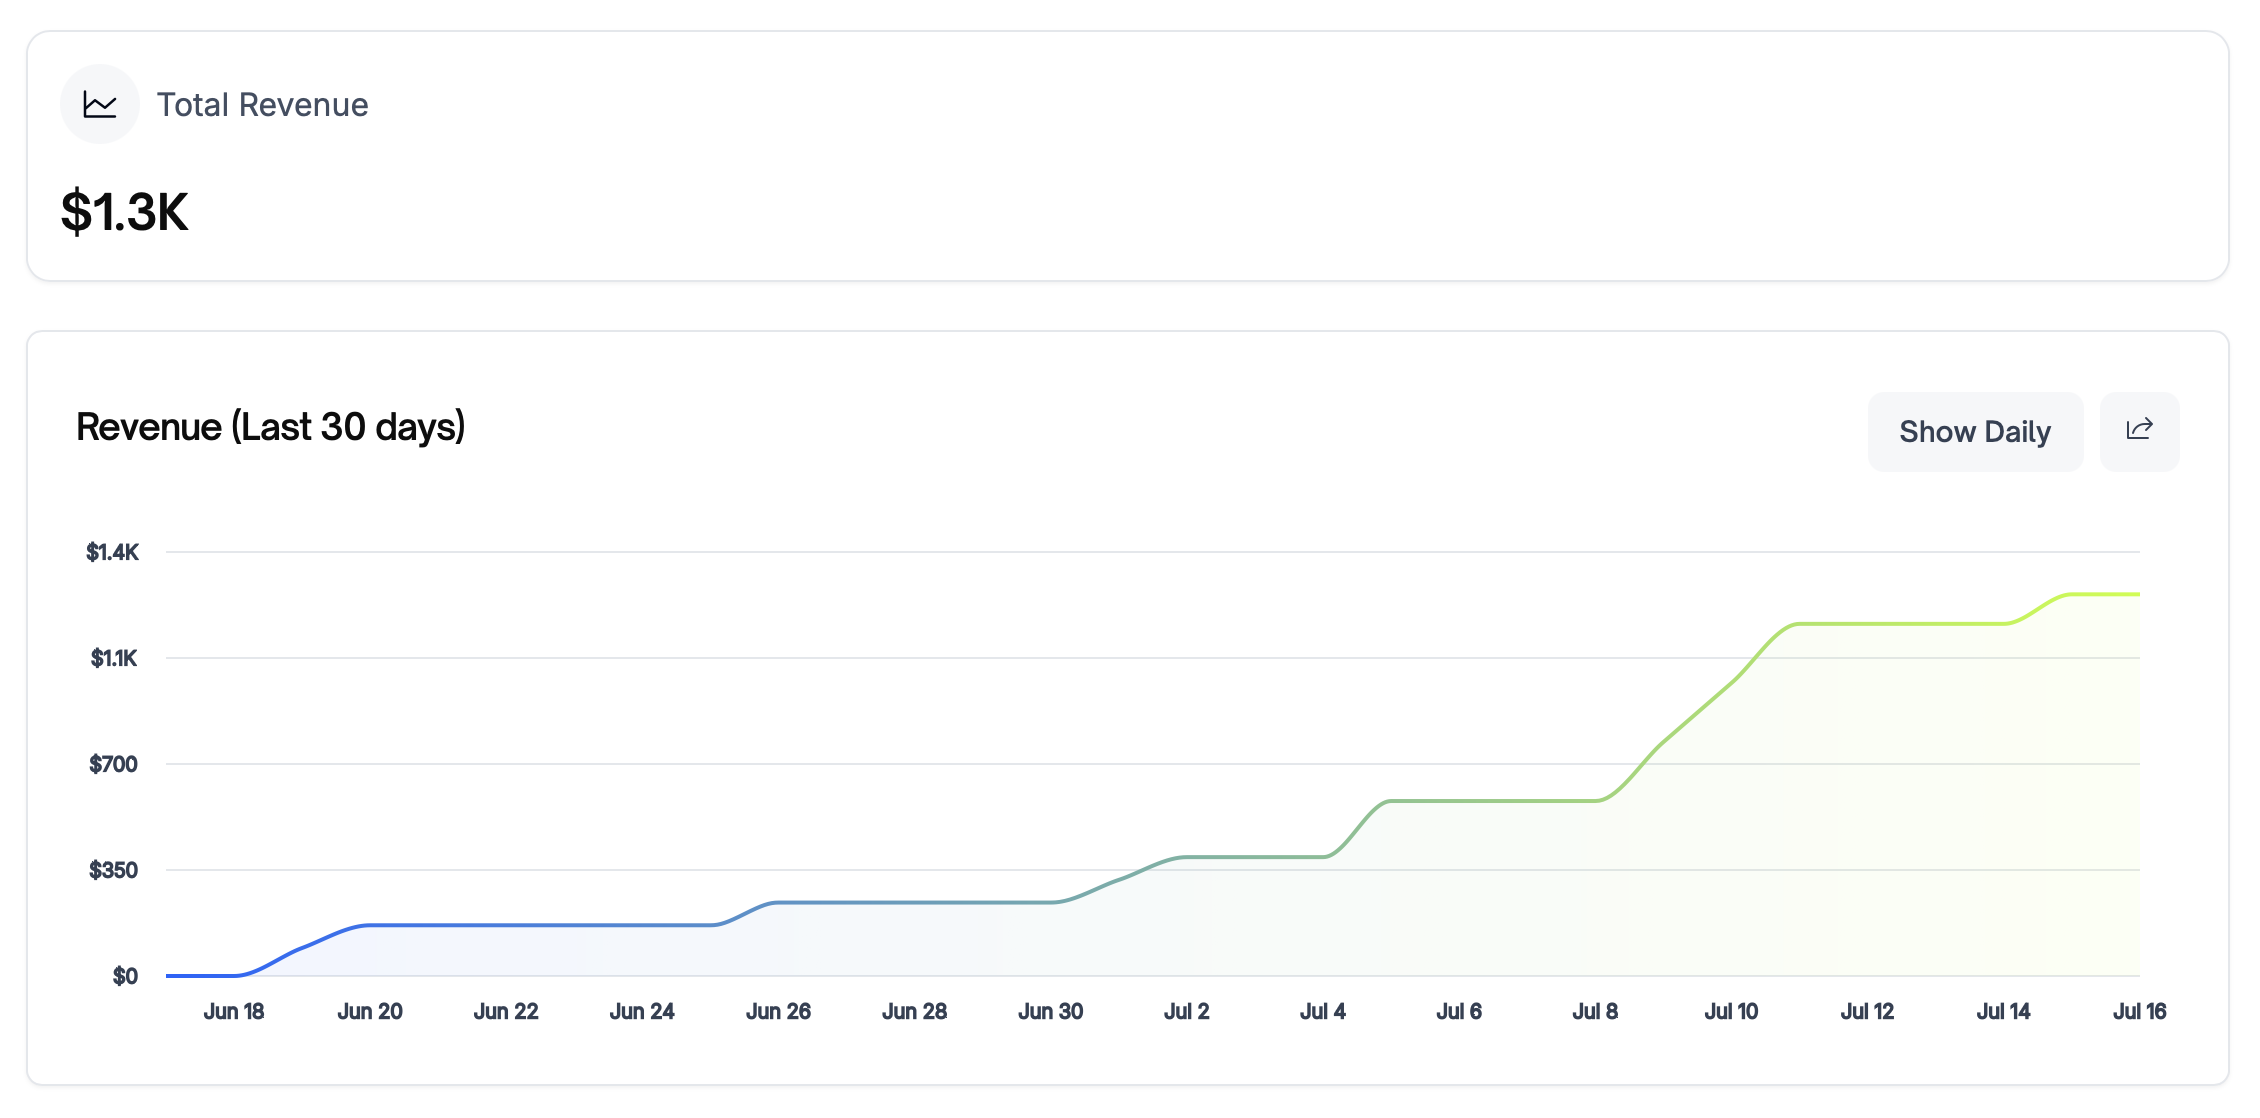 Total Revenue
$1.3K
Revenue (Last 30 days)
Show Daily
$1.4K
$1.1K
$700
$350
$0
Jun 18 Jun 20 Jun 22 Jun 24 Jun 26 Jun 28 Jun 30 Jul 2 Jul 4 Jul 6 Jul 8 Jul 10 Jul 12 Jul 14 Jul 16